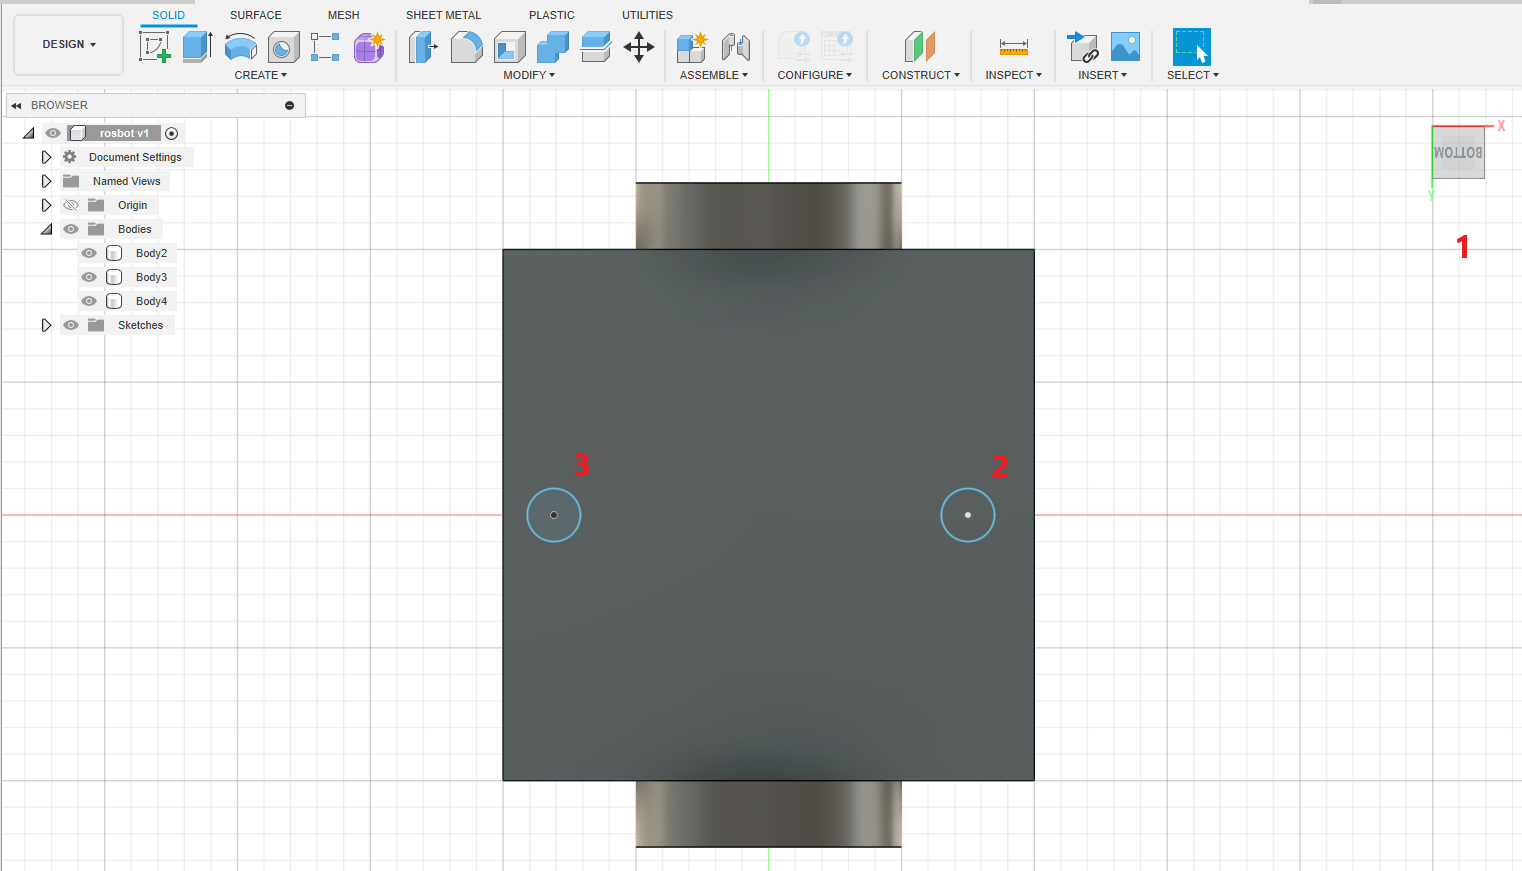 SOLID SURFACE MESH SHEET METAL PLASTIC UTILITIES
DESIGN
CREATE MODIFY ASSEMBLE CONFIGURE CONSTRUCT INSPECT INSERT SELECT
BROWSER
rosbot v1
Document Settings
Named Views
Origin
Bodies
Body2
Body3
Body4
Sketches
X
BOTTOM
Y
1
3
2